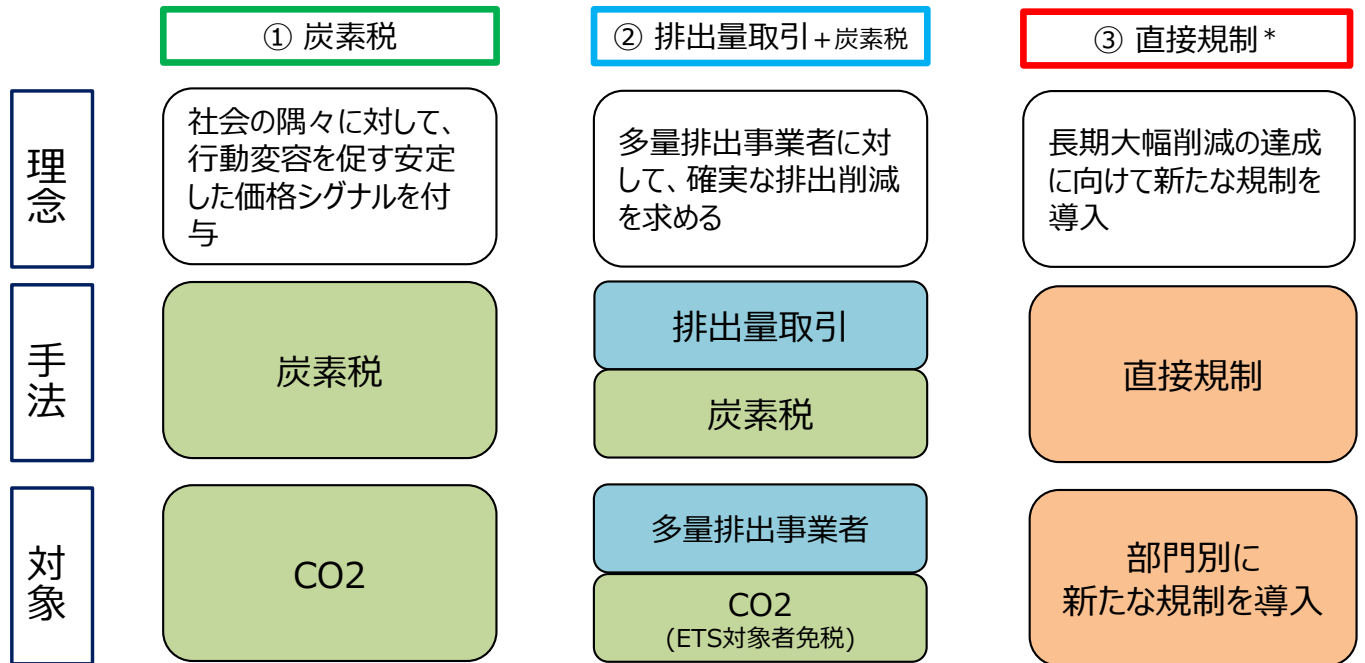 ① 炭素税
② 排出量取引+炭素税
③ 直接規制*
理念
社会の隅々に対して、
行動変容を促す安定
した価格シグナルを付
与
多量排出事業者に対
して、確実な排出削減
を求める
長期大幅削減の達成
に向けて新たな規制を
導入
手法
炭素税
排出量取引
炭素税
直接規制
対象
CO2
多量排出事業者
CO2
(ETS対象者免税)
部門別に
新たな規制を導入